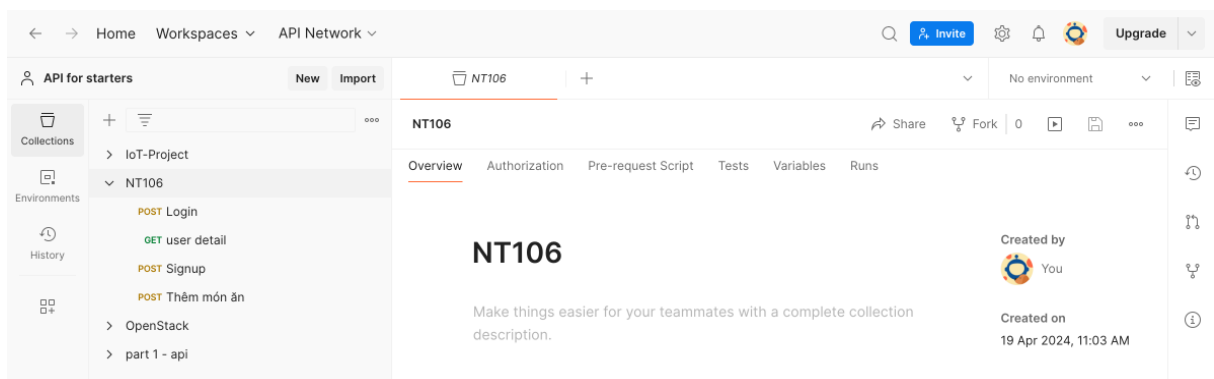 Home Workspaces API Network Invite Upgrade
API for starters New Import NT106 No environment
Collections
Environments
History
IoT-Project
NT106
POST Login
GET user detail
POST Signup
POST Thêm món ăn
OpenStack
part 1 - api
NT106 Share Fork 0
Overview Authorization Pre-request Script Tests Variables Runs
NT106
Make things easier for your teammates with a complete collection
description.
Created by
You
Created on
19 Apr 2024, 11:03 AM